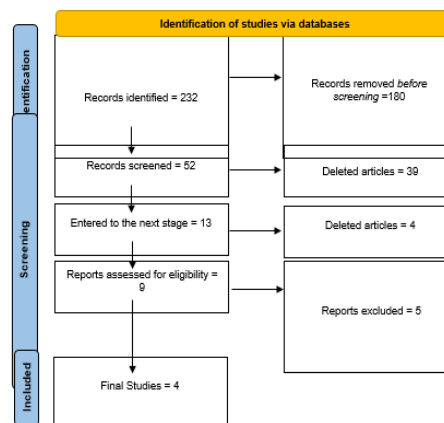 Identification of studies via databases
entification
Records identified = 232
Records removed before
screening =180
Screening
Records screened = 52
Deleted articles = 39
Entered to the next stage = 13
Deleted articles = 4
Reports assessed for eligibility =
9
Reports excluded = 5
Included
Final Studies = 4